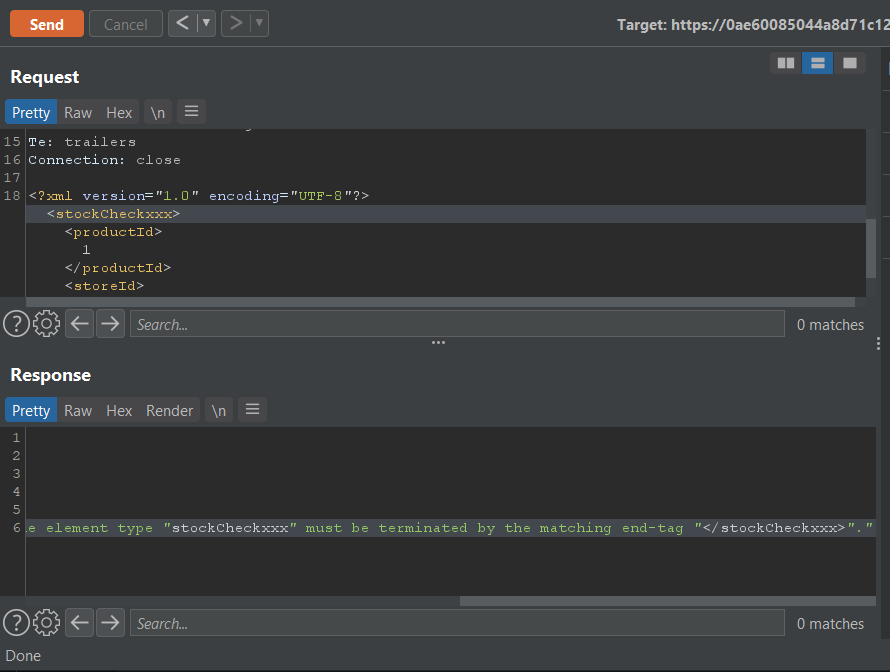 Send Cancel < ▼ > ▼ Target: https://0ae60085044a8d71c12
Request
Pretty Raw Hex \n ≡
15 Te: trailers
16 Connection: close
17
18 <?xml version="1.0" encoding="UTF-8"?>
<stockCheckxxx>
<productId>
1
</productId>
<storeId>
? Search... 0 matches
Response
Pretty Raw Hex Render \n ≡
1
2
3
4
5
6 e element type "stockCheckxxx" must be terminated by the matching end-tag "</stockCheckxxx>"."
? Search... 0 matches
Done